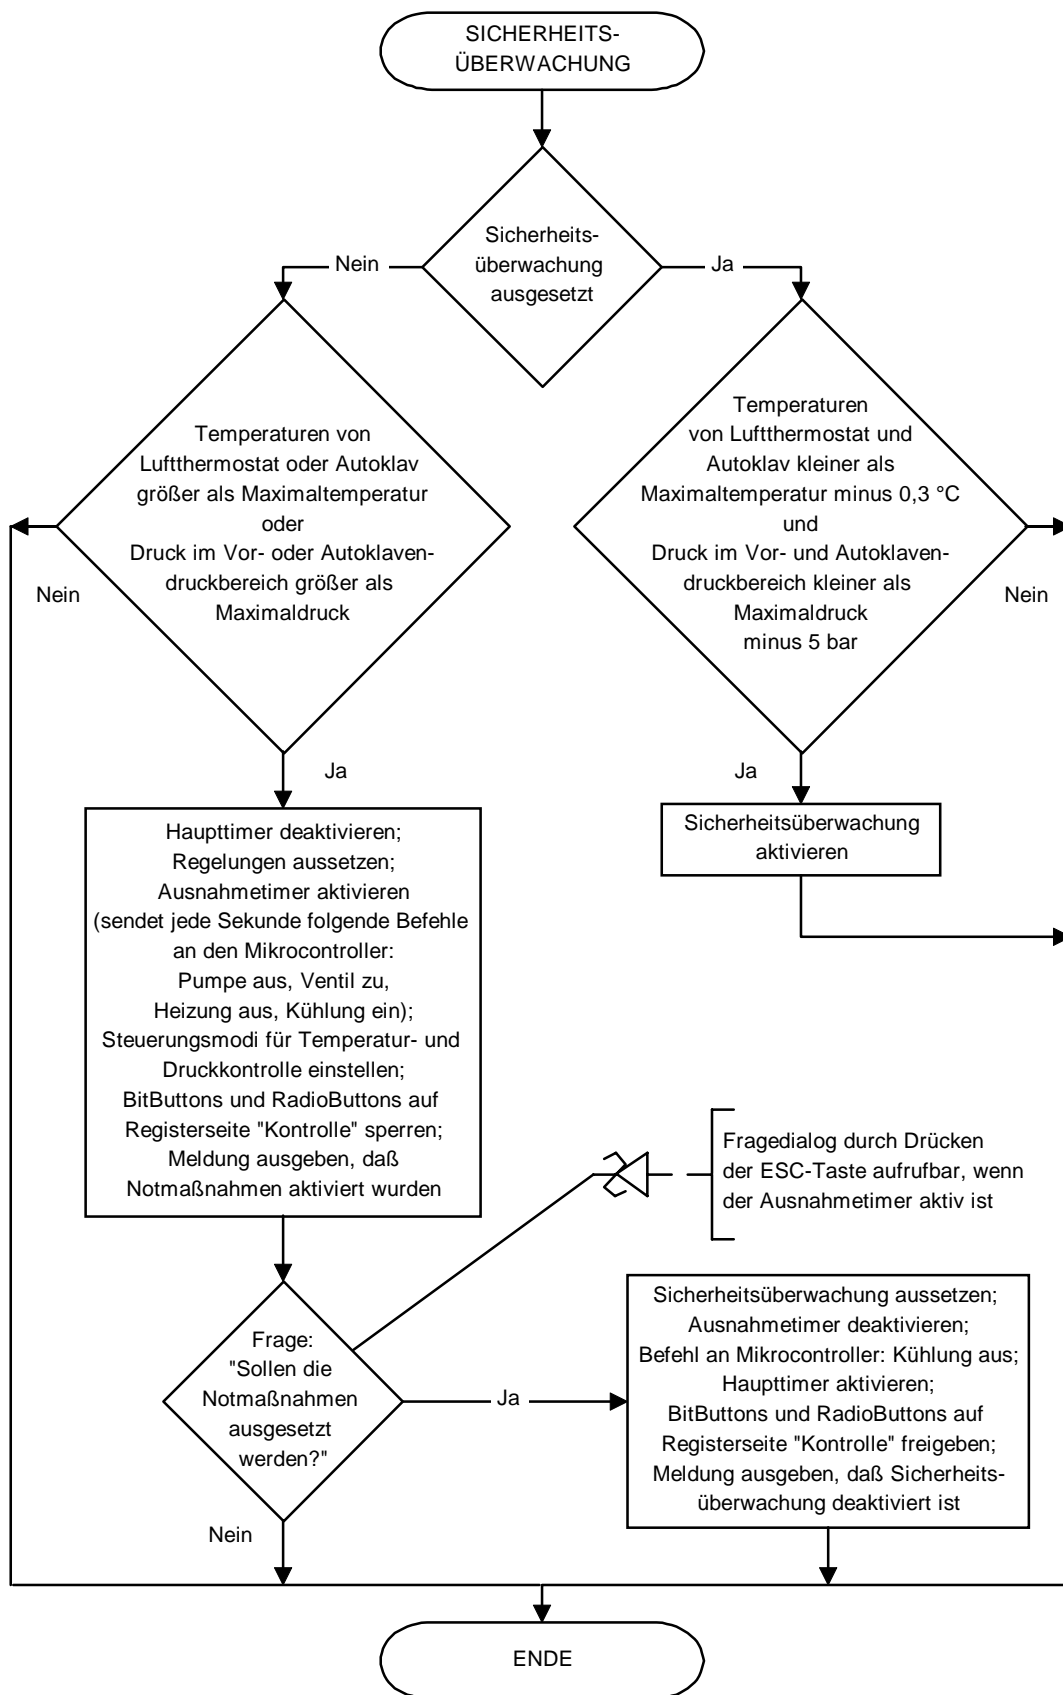 SICHERHEITS-
ÜBERWACHUNG
Sicherheits-
überwachung
ausgesetzt
Nein
Ja
Temperaturen von
Luftthermostat oder Autoklav
größer als Maximaltemperatur
oder
Druck im Vor- oder Autoklaven-
druckbereich größer als
Maximaldruck
Nein
Ja
Temperaturen
von Luftthermostat und
Autoklav kleiner als
Maximaltemperatur minus 0,3 °C
und
Druck im Vor- und Autoklaven-
druckbereich kleiner als
Maximaldruck
minus 5 bar
Nein
Ja
Sicherheitsüberwachung
aktivieren
Haupttimer deaktivieren;
Regelungen aussetzen;
Ausnahmetimer aktivieren
(sendet jede Sekunde folgende Befehle
an den Mikrocontroller:
Pumpe aus, Ventil zu,
Heizung aus, Kühlung ein);
Steuerungsmodi für Temperatur- und
Druckkontrolle einstellen;
BitButtons und RadioButtons auf
Registerseite "Kontrolle" sperren;
Meldung ausgeben, daß
Notmaßnahmen aktiviert wurden
Fragedialog durch Drücken
der ESC-Taste aufrufbar, wenn
der Ausnahmetimer aktiv ist
Frage:
"Sollen die
Notmaßnahmen
ausgesetzt
werden?"
Ja
Nein
Sicherheitsüberwachung aussetzen;
Ausnahmetimer deaktivieren;
Befehl an Mikrocontroller: Kühlung aus;
Haupttimer aktivieren;
BitButtons und RadioButtons auf
Registerseite "Kontrolle" freigeben;
Meldung ausgeben, daß Sicherheits-
überwachung deaktiviert ist
ENDE